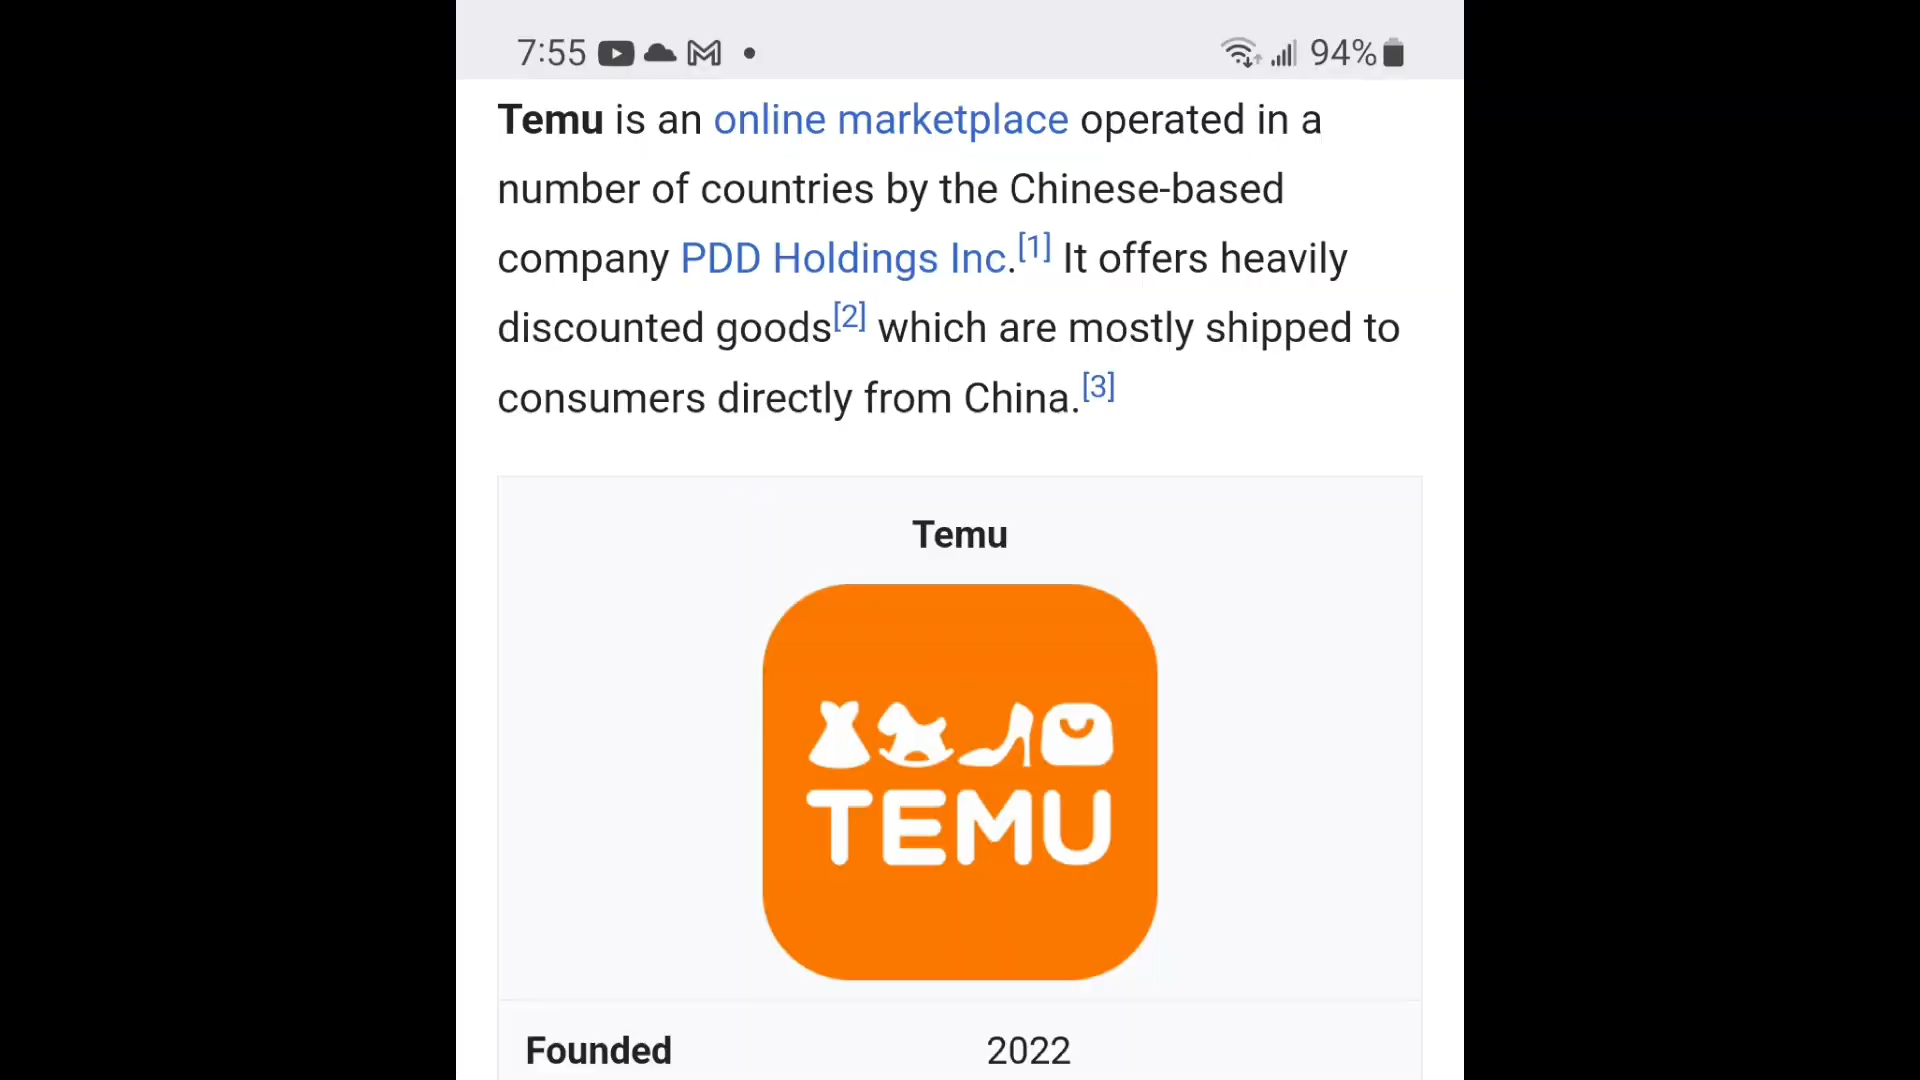 7:55 94%
Temu is an online marketplace operated in a
number of countries by the Chinese-based
company PDD Holdings Inc.[1] It offers heavily
discounted goods[2] which are mostly shipped to
consumers directly from China.[3]
Temu
TEMU
Founded 2022